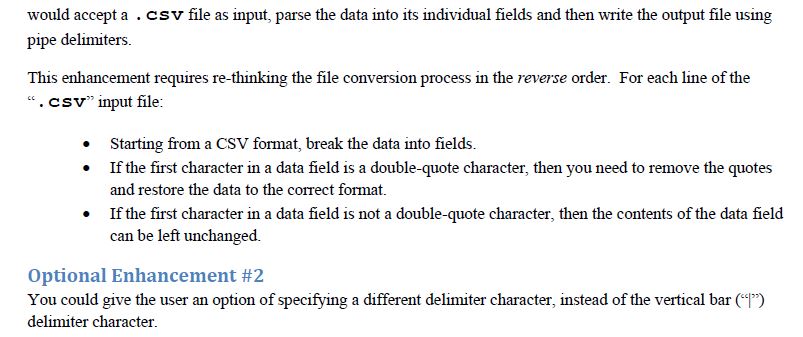 would accept a .csv file as input, parse the data into its individual fields and then write the output file using
pipe delimiters.
This enhancement requires re-thinking the file conversion process in the reverse order.  For each line of the
“.csv” input file:
• Starting from a CSV format, break the data into fields.
• If the first character in a data field is a double-quote character, then you need to remove the quotes
and restore the data to the correct format.
• If the first character in a data field is not a double-quote character, then the contents of the data field
can be left unchanged.
Optional Enhancement #2
You could give the user an option of specifying a different delimiter character, instead of the vertical bar (“|”)
delimiter character.